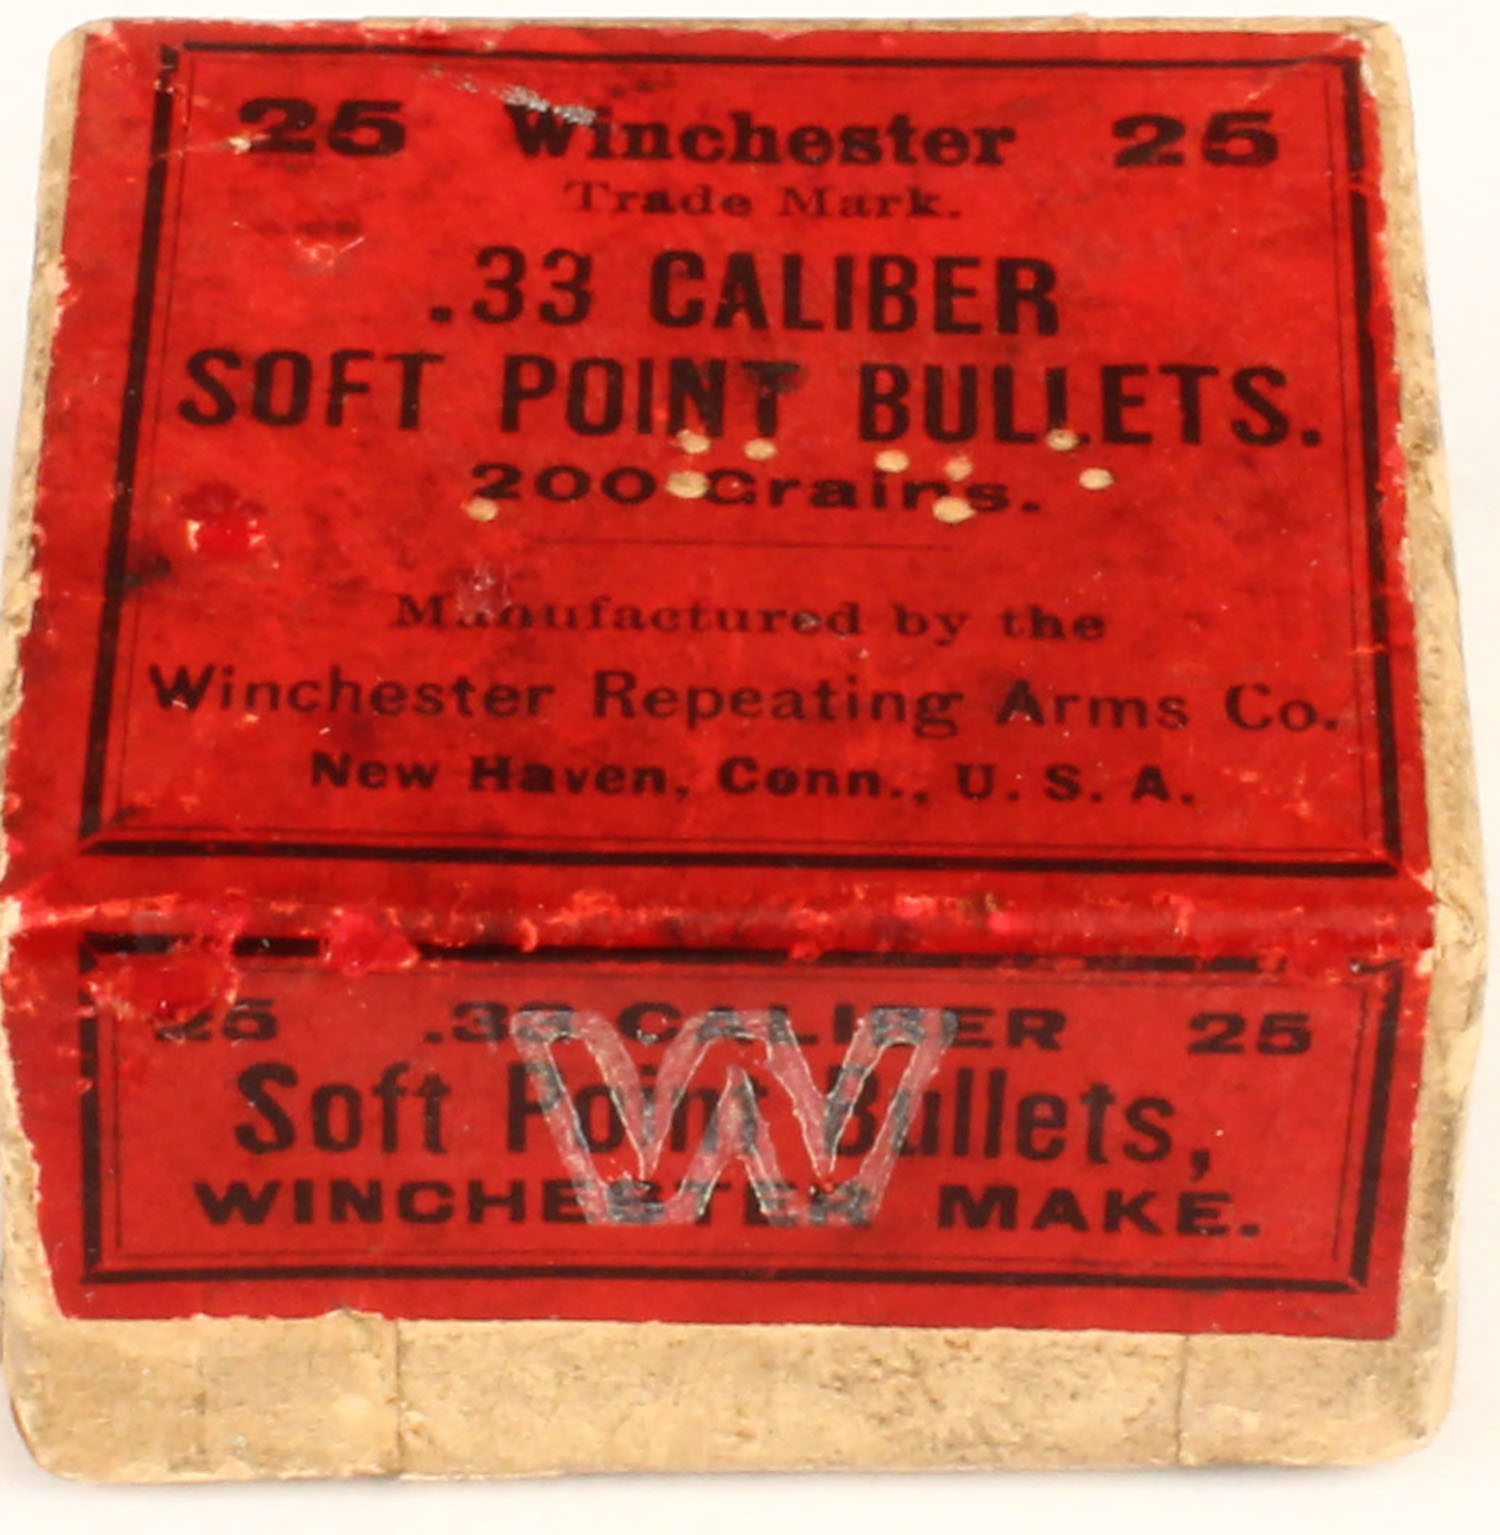 25 Winchester 25
Trade Mark.
.33 CALIBER
SOFT POINT BULLETS.
200 Grains.
Manufactured by the
Winchester Repeating Arms Co.
New Haven, Conn., U. S. A.
25 .33 CALIBER 25
Soft Point Bullets,
WINCHESTER MAKE.
W